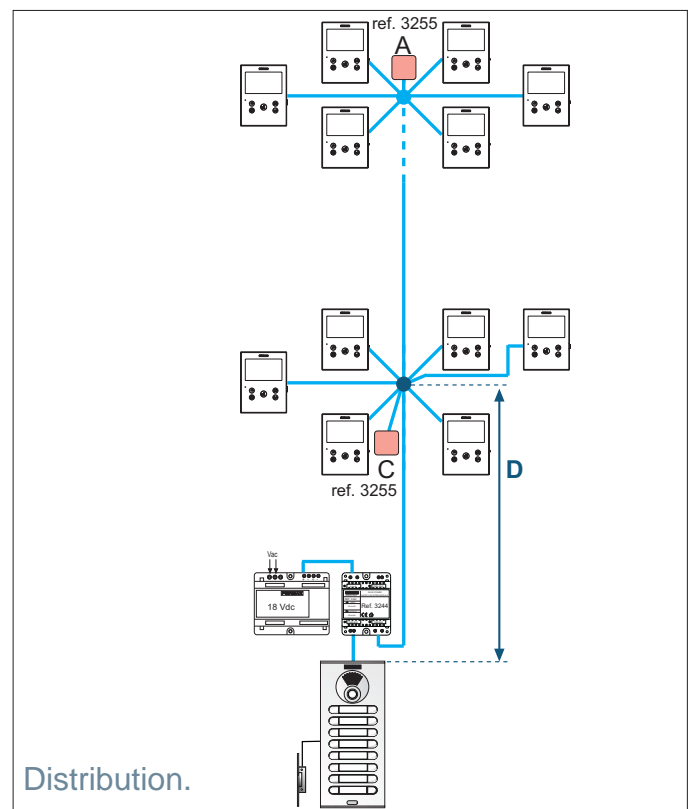 ref. 3255
A
D
C
ref. 3255
Vac
18 Vdc
Ref. 3244
Distribution.